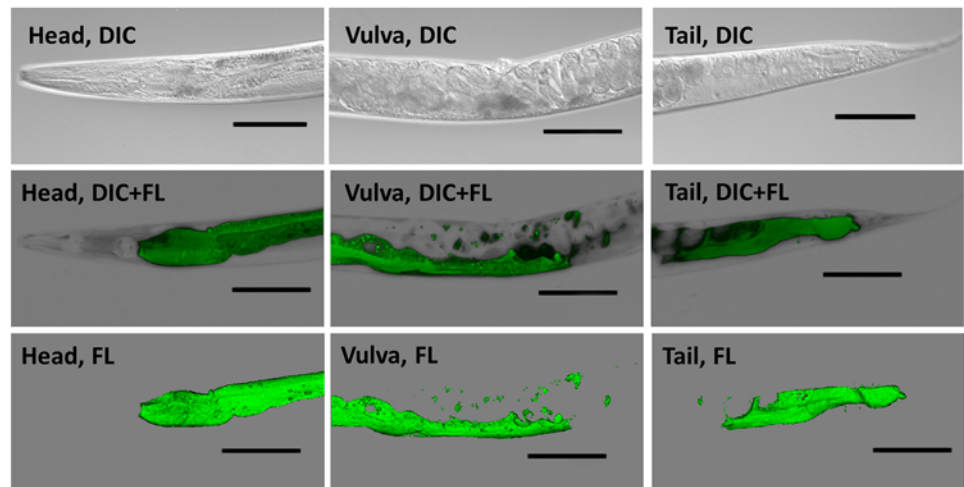 Head, DIC
Vulva, DIC
Tail, DIC
Head, DIC+FL
Vulva, DIC+FL
Tail, DIC+FL
Head, FL
Vulva, FL
Tail, FL